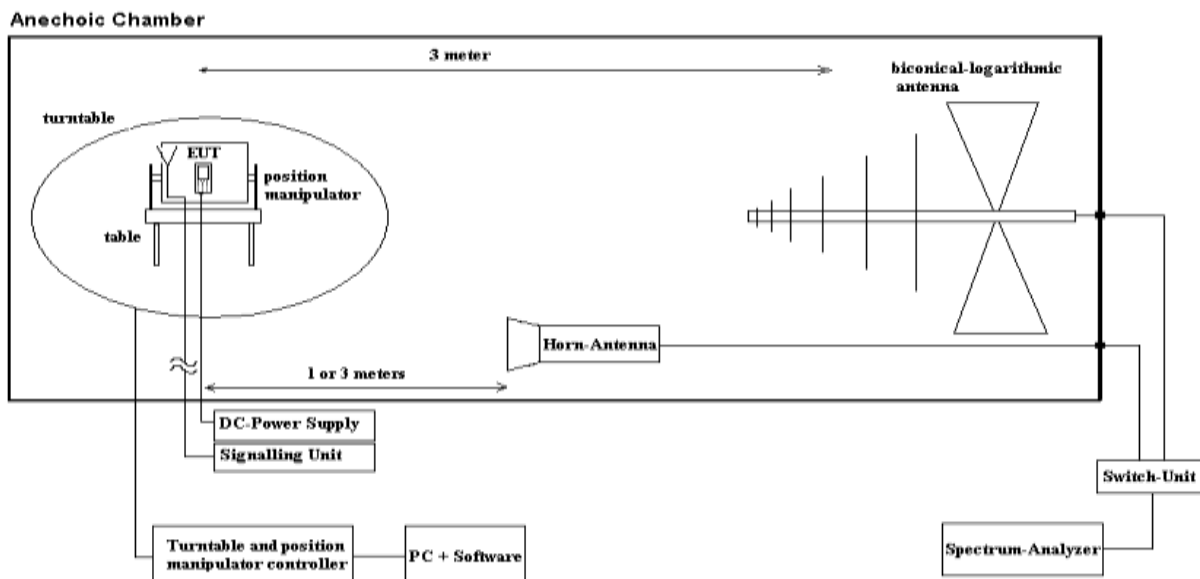 Anechoic Chamber
3 meter
biconical-logarithmic
antenna
turntable
EUT
position
manipulator
table
Horn-Antenna
1 or 3 meters
DC-Power Supply
Signalling Unit
Switch-Unit
Turntable and position
manipulator controller
PC + Software
Spectrum-Analyzer